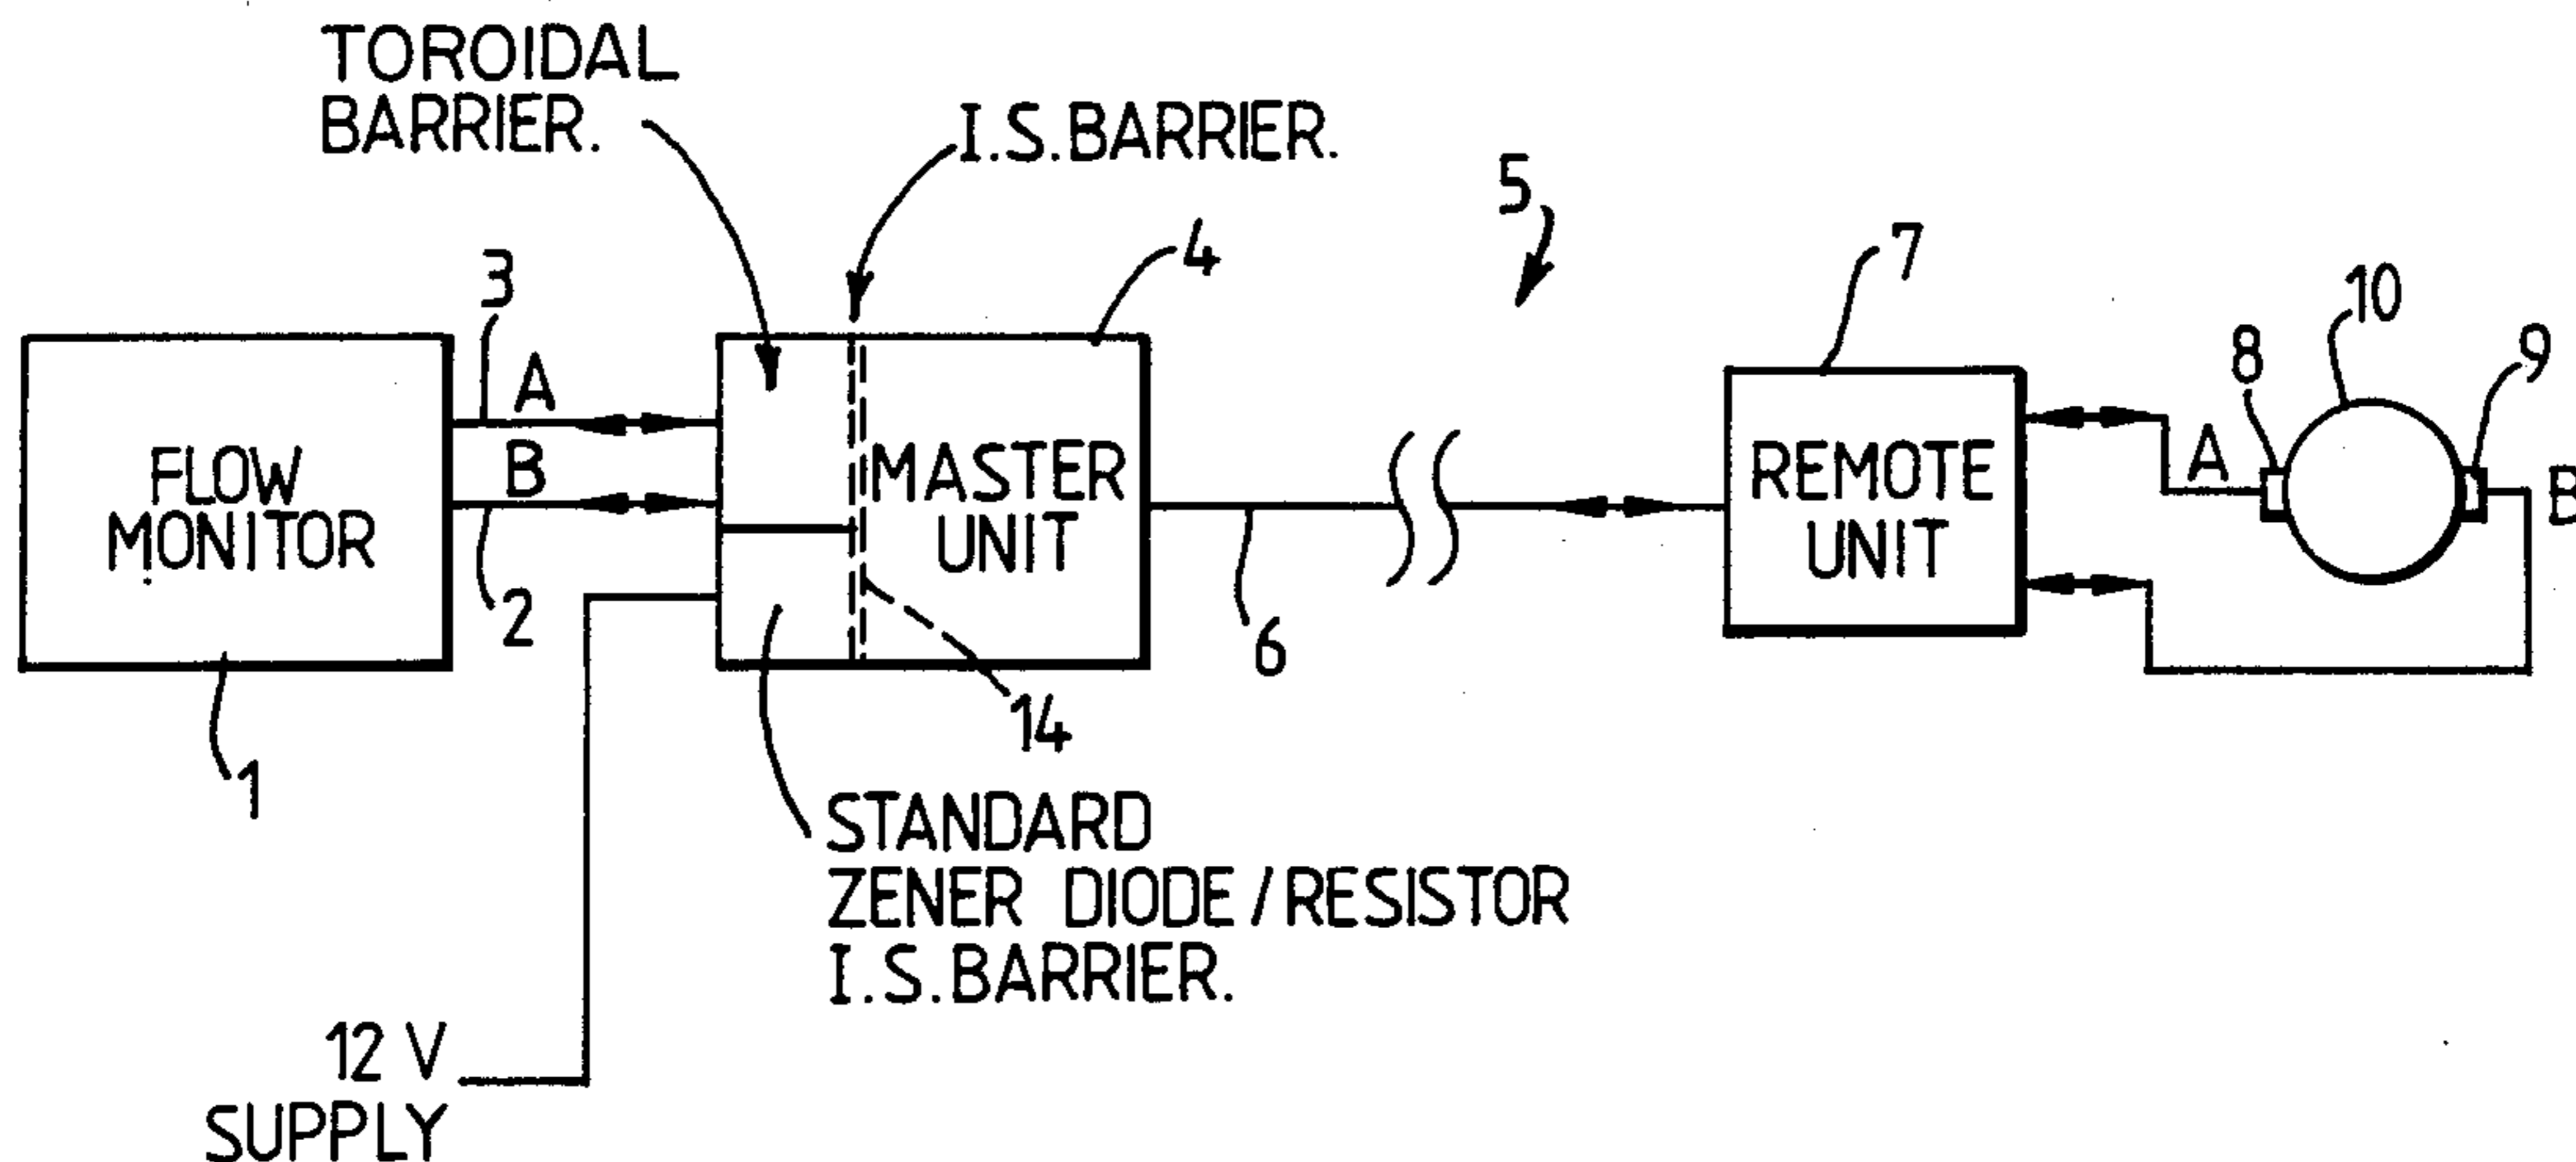 TOROIDAL
BARRIER.
I.S.BARRIER.
5
4
7
10
3
8
9
A
FLOW
MONITOR
B
MASTER
UNIT
REMOTE
UNIT
A
B
2
6
1
14
STANDARD
ZENER DIODE/RESISTOR
I.S.BARRIER.
12 V
SUPPLY